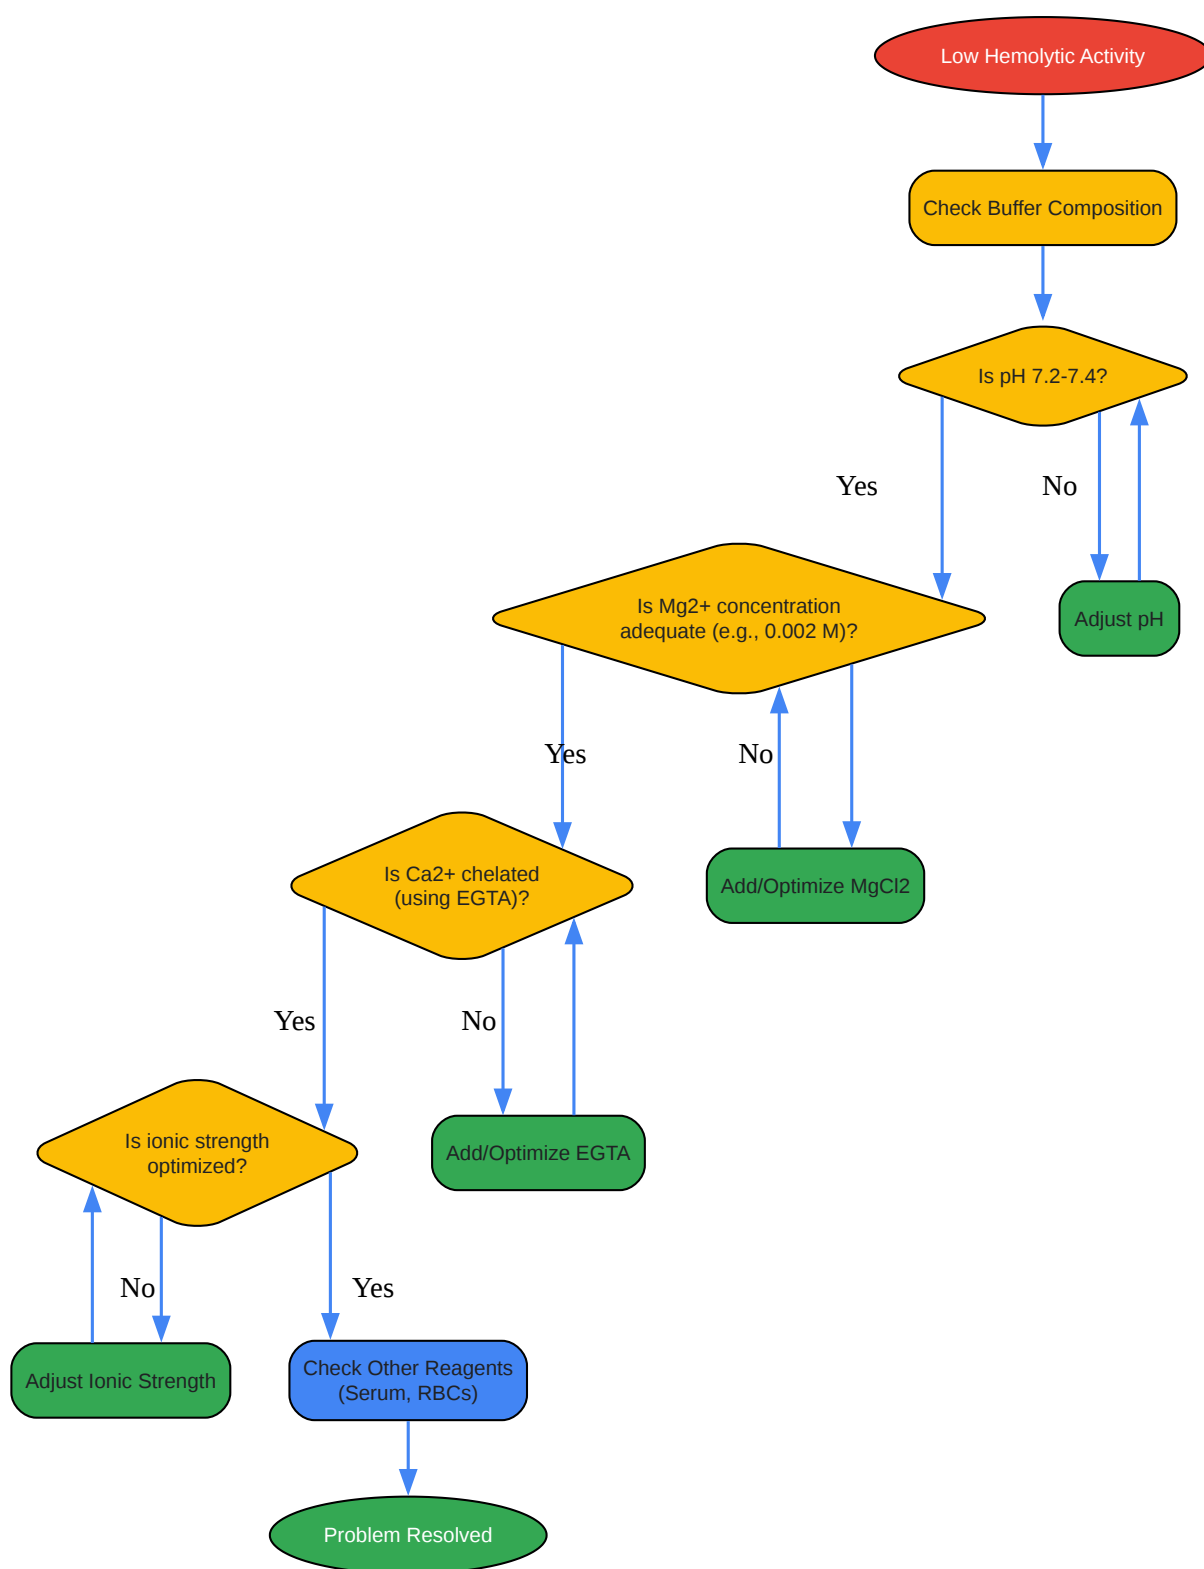 Low Hemolytic Activity
Check Buffer Composition
Is pH 7.2-7.4?
Yes
No
Is Mg2+ concentration
adequate (e.g., 0.002 M)?
Adjust pH
Yes
No
Is Ca2+ chelated
(using EGTA)?
Add/Optimize MgCl2
Yes
No
Is ionic strength
optimized?
Add/Optimize EGTA
No
Yes
Adjust Ionic Strength
Check Other Reagents
(Serum, RBCs)
Problem Resolved